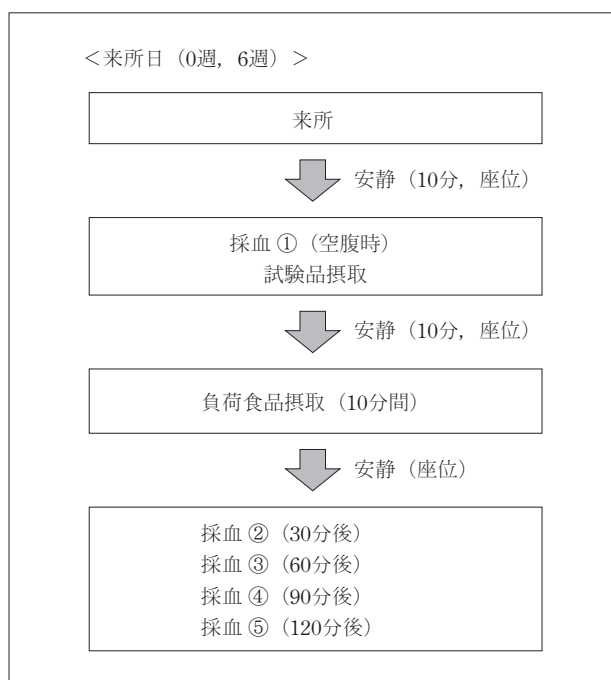 ＜来所日（0週，6週）＞
来所
安静（10分，座位）
採血 ①（空腹時）
試験品摂取
安静（10分，座位）
負荷食品摂取（10分間）
安静（座位）
採血 ②（30分後）
採血 ③（60分後）
採血 ④（90分後）
採血 ⑤（120分後）